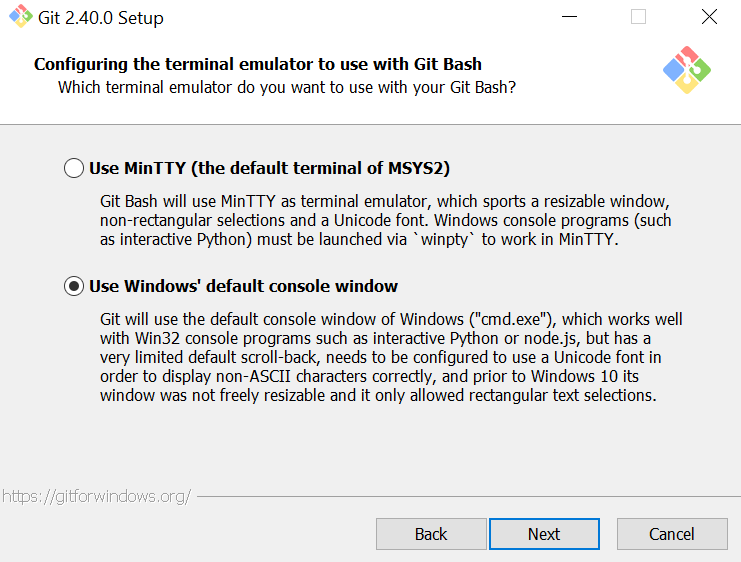 Git 2.40.0 Setup
Configuring the terminal emulator to use with Git Bash
Which terminal emulator do you want to use with your Git Bash?
Use MinTTY (the default terminal of MSYS2)
Git Bash will use MinTTY as terminal emulator, which sports a resizable window,
non-rectangular selections and a Unicode font. Windows console programs (such
as interactive Python) must be launched via `winpty` to work in MinTTY.
Use Windows' default console window
Git will use the default console window of Windows ("cmd.exe"), which works well
with Win32 console programs such as interactive Python or node.js, but has a
very limited default scroll-back, needs to be configured to use a Unicode font in
order to display non-ASCII characters correctly, and prior to Windows 10 its
window was not freely resizable and it only allowed rectangular text selections.
https://gitforwindows.org/
Back
Next
Cancel